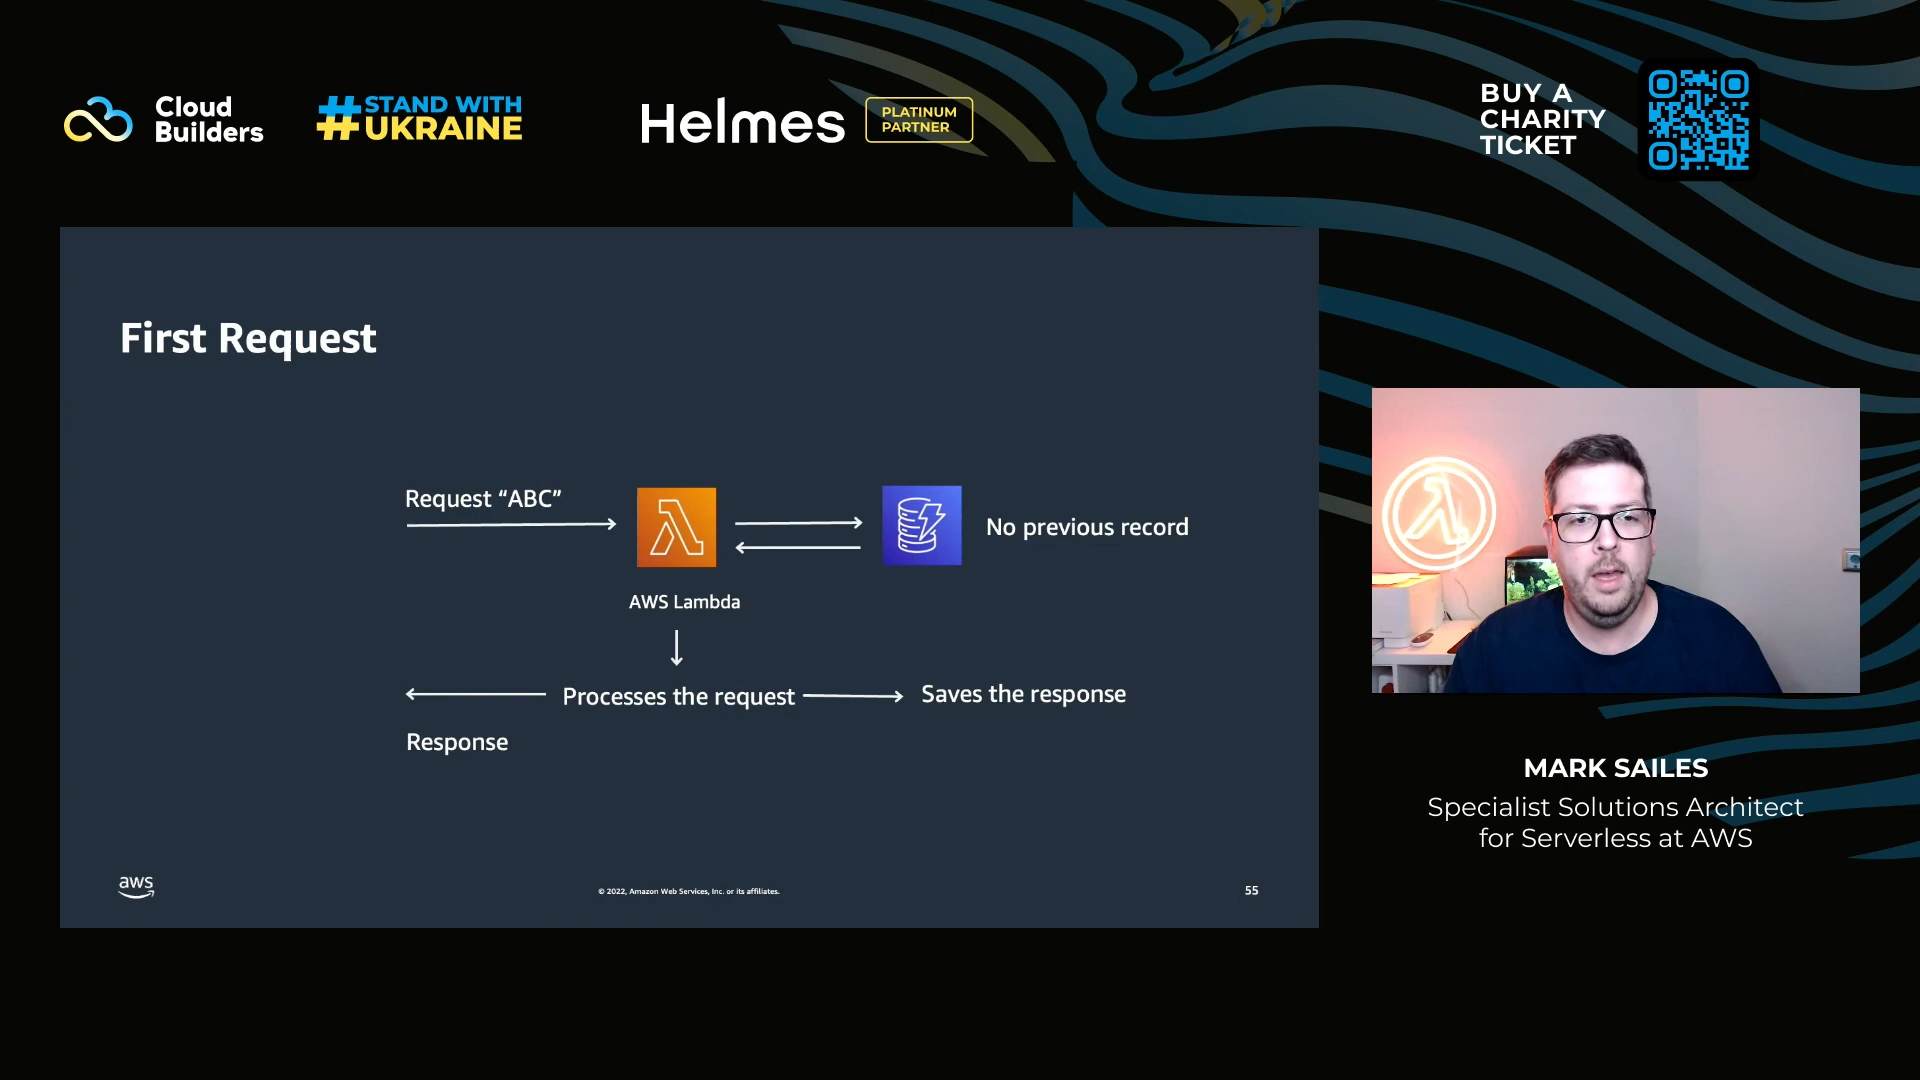 Cloud
Builders
#STAND WITH
UKRAINE
Helmes
PLATINUM
PARTNER
BUY A
CHARITY
TICKET
First Request
Request “ABC”
No previous record
AWS Lambda
Processes the request
Saves the response
Response
aws
© 2022, Amazon Web Services, Inc. or its affiliates.
55
MARK SAILES
Specialist Solutions Architect
for Serverless at AWS